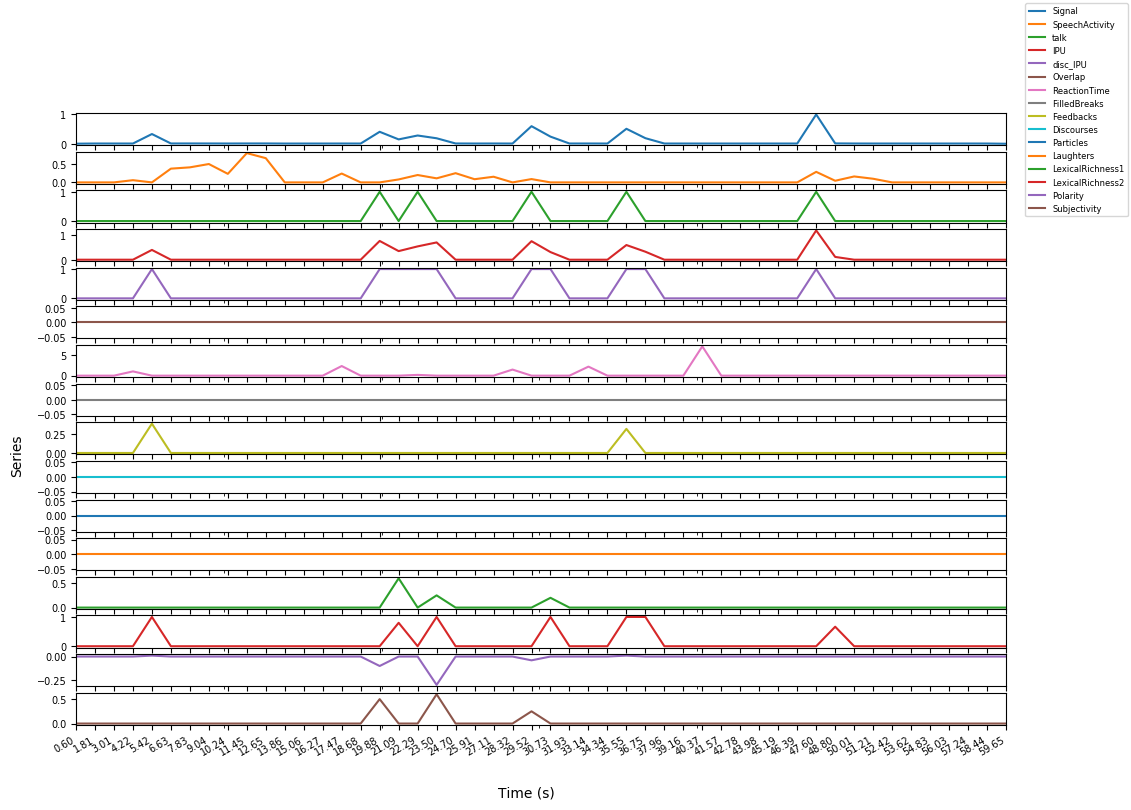 Signal
SpeechActivity
talk
IPU
disc_IPU
Overlap
ReactionTime
FilledBreaks
Feedbacks
Discourses
Particles
Laughters
LexicalRichness1
LexicalRichness2
Polarity
Subjectivity
1
0
0.5
0.0
1
0
1
0
1
0
0.05
0.00
−0.05
5
0
0.05
0.00
−0.05
0.25
0.00
0.05
0.00
−0.05
0.05
0.00
−0.05
0.05
0.00
−0.05
0.5
0.0
1
0
0.00
−0.25
0.5
0.0
Series
0.60 1.81 3.01 4.22 5.42 6.63 7.83 9.04 10.24 11.45 12.65 13.86 15.06 16.27 17.47 18.68 19.88 21.09 22.29 23.50 24.70 25.91 27.11 28.32 29.52 30.73 31.93 33.14 34.34 35.55 36.75 37.96 39.16 40.37 41.57 42.78 43.98 45.19 46.39 47.60 48.80 50.01 51.21 52.42 53.62 54.83 56.03 57.24 58.44 59.65
Time (s)